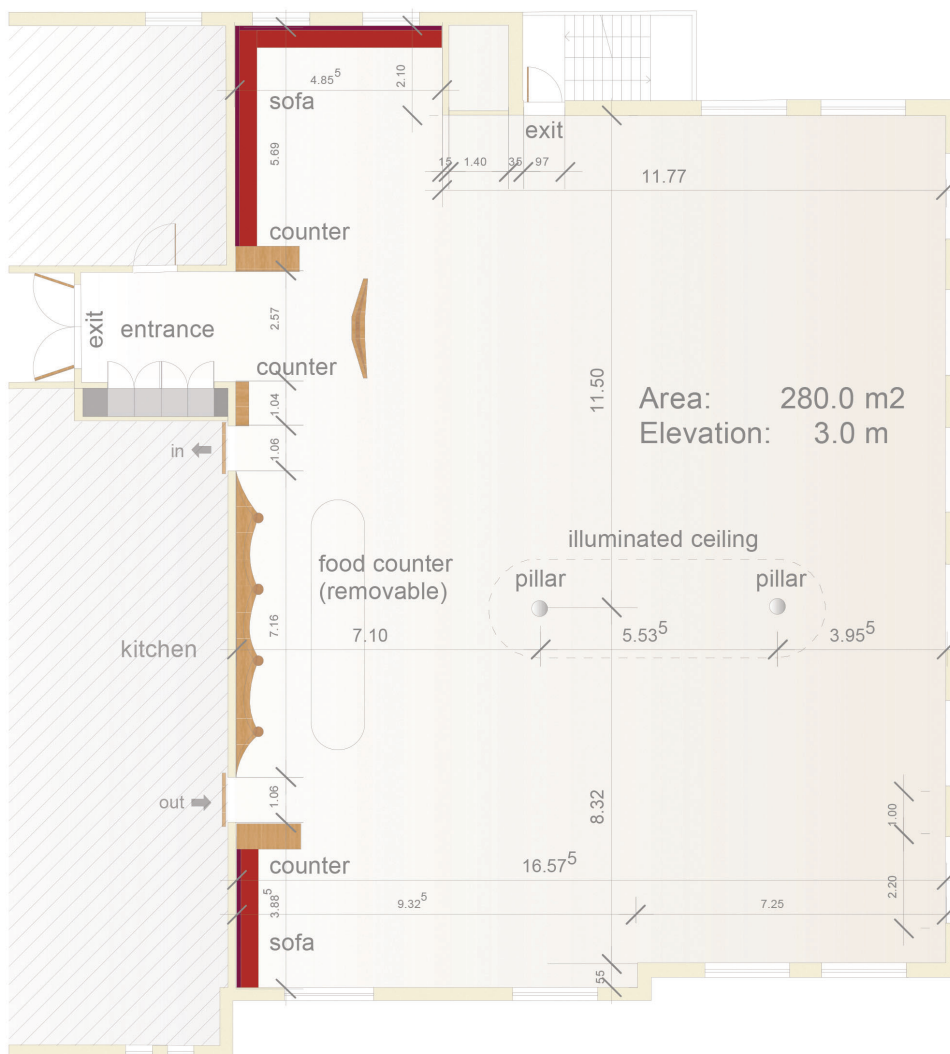 4.85⁵
2.10
sofa
5.69
exit
15
1.40
35
97
11.77
counter
exit
entrance
2.57
counter
1.04
11.50
Area: 280.0 m2
Elevation: 3.0 m
in
1.06
illuminated ceiling
food counter
(removable)
pillar
pillar
kitchen
7.16
7.10
5.53⁵
3.95⁵
out
1.06
8.32
1.00
counter
16.57⁵
3.88⁵
9.32⁵
7.25
2.20
sofa
55